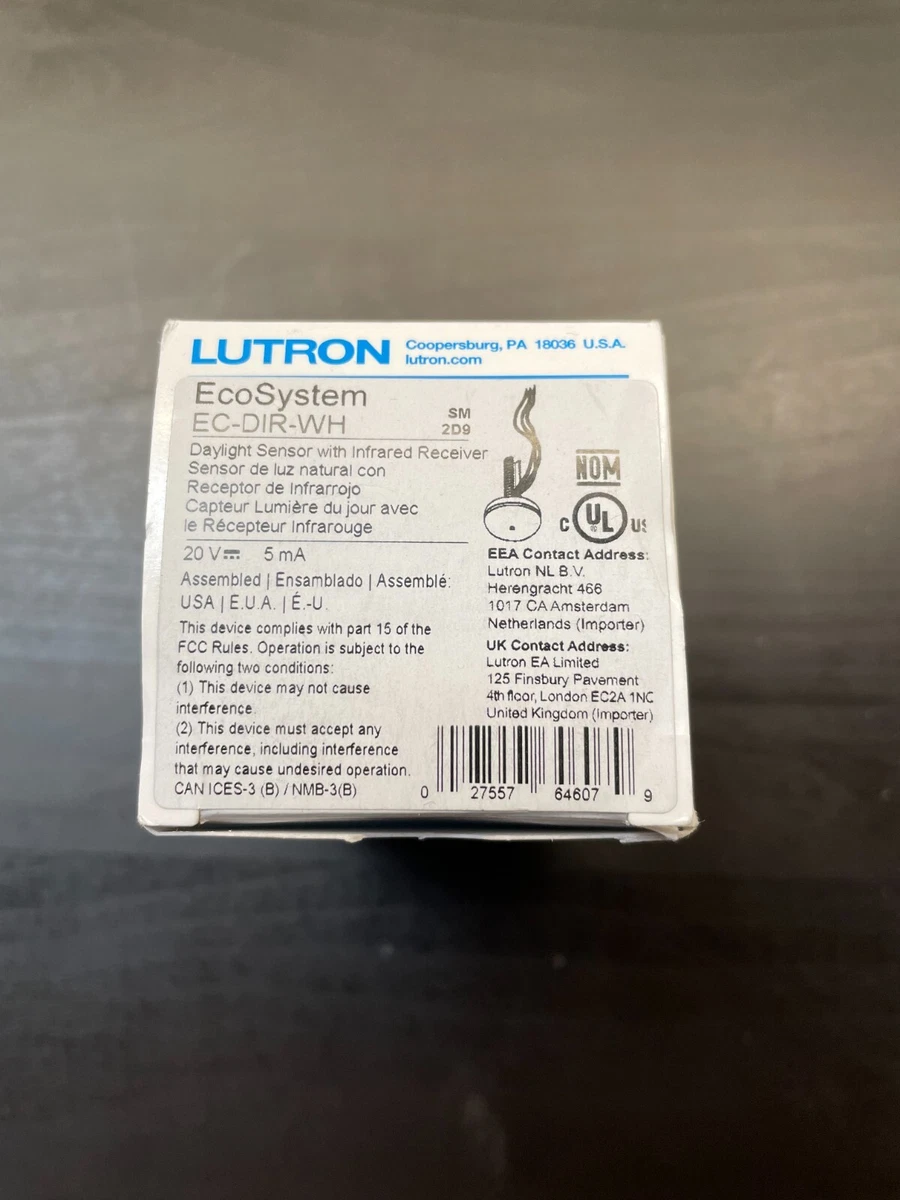 LUTRON
Coopersburg, PA 18036 U.S.A.
lutron.com
EcoSystem
EC-DIR-WH
SM
2D9
Daylight Sensor with Infrared Receiver
Sensor de luz natural con
Receptor de Infrarrojo
Capteur Lumière du jour avec
le Récepteur Infrarouge
20 V 5 mA
Assembled | Ensamblado | Assemblé:
USA | E.U.A. | É.-U.
This device complies with part 15 of the
FCC Rules. Operation is subject to the
following two conditions:
(1) This device may not cause
interference.
(2) This device must accept any
interference, including interference
that may cause undesired operation.
CAN ICES-3 (B) / NMB-3(B)
NOM
C UL US
EEA Contact Address:
Lutron NL B.V.
Herengracht 466
1017 CA Amsterdam
Netherlands (Importer)
UK Contact Address:
Lutron EA Limited
125 Finsbury Pavement
4th floor, London EC2A 1NQ
United Kingdom (Importer)
0 27557 64607 9